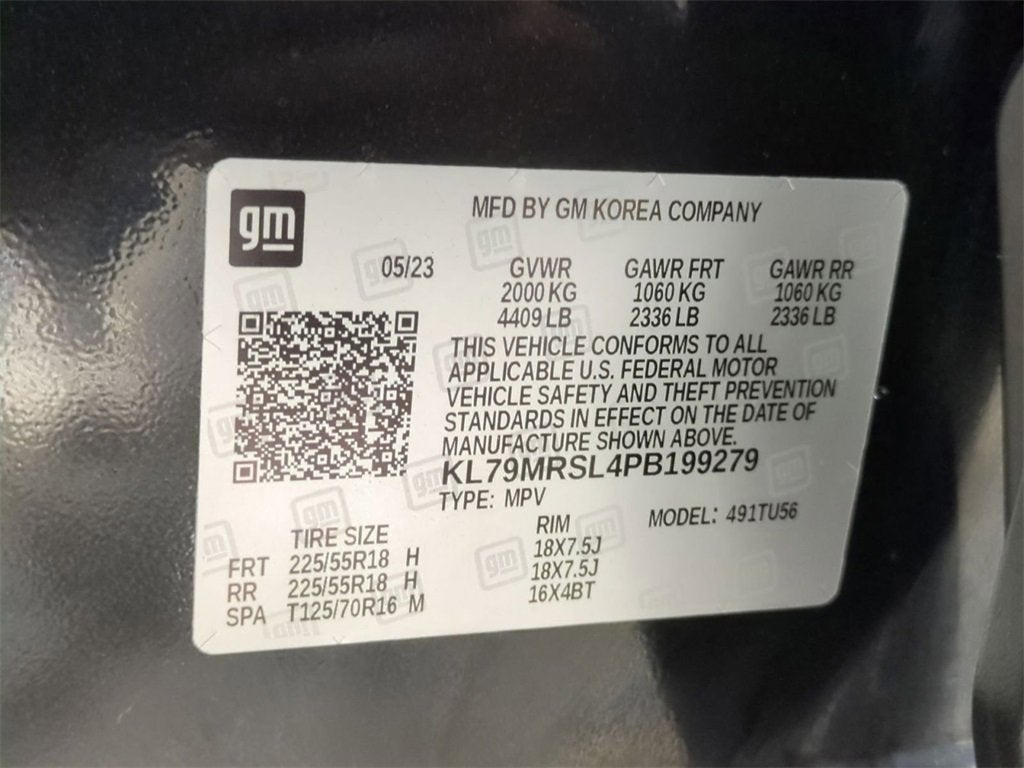 gm
MFD BY GM KOREA COMPANY
05/23 GVWR GAWR FRT GAWR RR
2000 KG 1060 KG 1060 KG
4409 LB 2336 LB 2336 LB
THIS VEHICLE CONFORMS TO ALL
APPLICABLE U.S. FEDERAL MOTOR
VEHICLE SAFETY AND THEFT PREVENTION
STANDARDS IN EFFECT ON THE DATE OF
MANUFACTURE SHOWN ABOVE.
KL79MRSL4PB199279
TYPE: MPV MODEL: 491TU56
TIRE SIZE RIM
FRT 225/55R18 H 18X7.5J
RR 225/55R18 H 18X7.5J
SPA T125/70R16 M 16X4BT